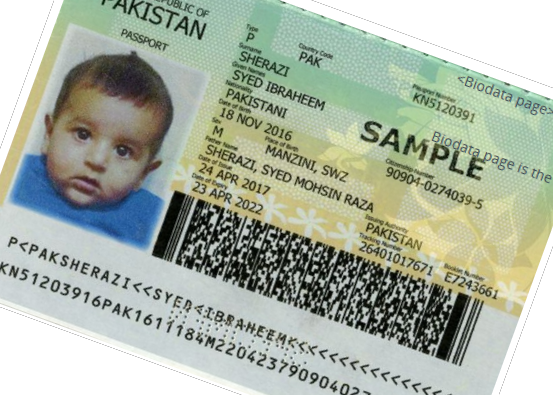 REPUBLIC OF
PAKISTAN
PASSPORT
Type
P
Country Code
PAK
Passport Number
KN5120391
Surname
SHERAZI
Given Names
SYED IBRAHEEM
Nationality
PAKISTANI
Date of Birth
18 NOV 2016
Citizenship Number
90904-0274039-5
Sex
M
Place of Birth
MANZINI, SWZ
Father Name
SHERAZI, SYED MOHSIN RAZA
Date of Issue
24 APR 2017
Issuing Authority
PAKISTAN
Date of Expiry
23 APR 2022
Tracking Number
26401017671
Booklet Number
E7243661
SAMPLE
<Biodata page>
Biodata page is the
P<PAKSHERAZI<<SYED<IBRAHEEM<<<<<<<<<<<<<<<<
KN51203916PAK1611184M220423790904027